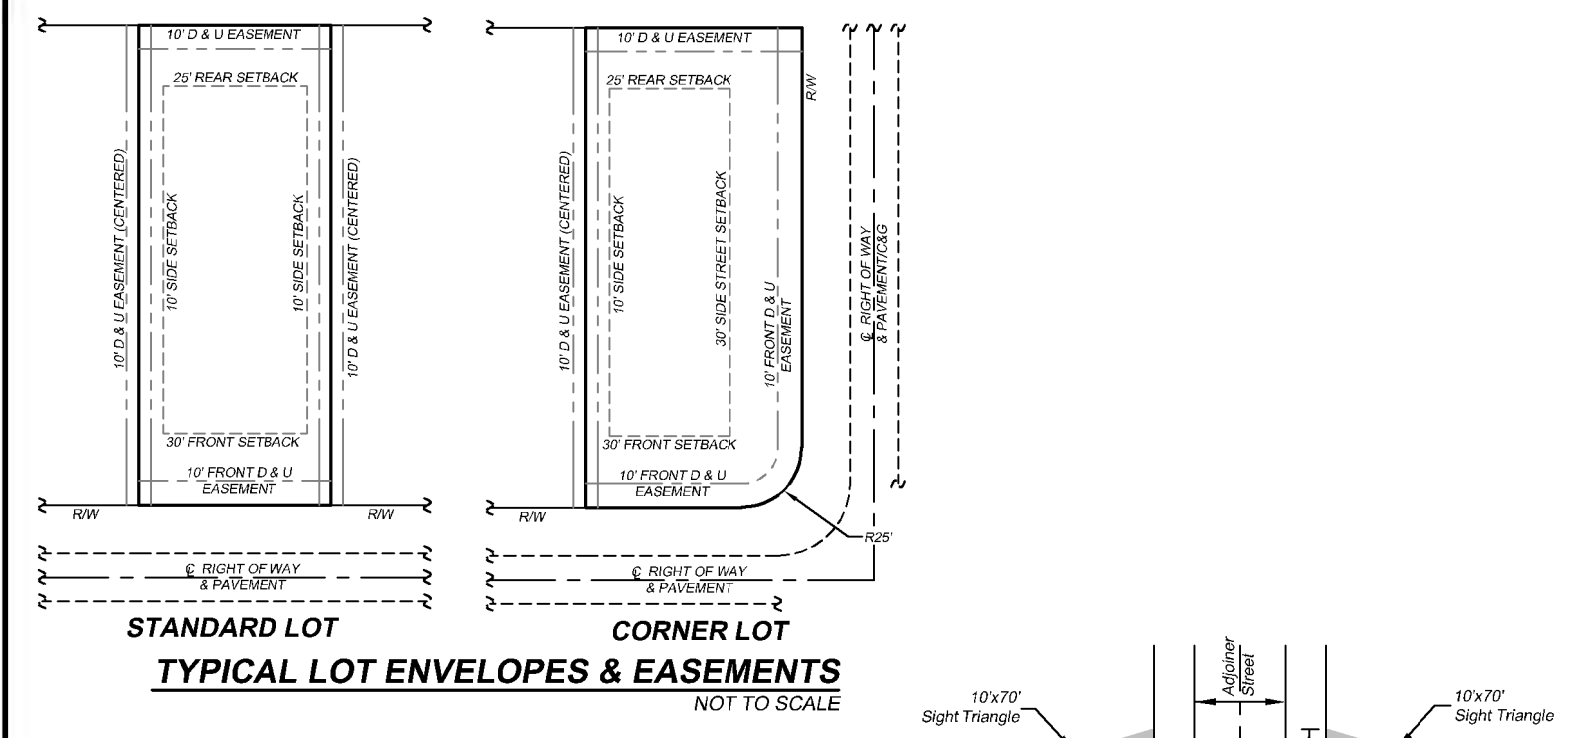 10' D & U EASEMENT
25' REAR SETBACK
10' D & U EASEMENT (CENTERED)
10' SIDE SETBACK
10' SIDE SETBACK
10' D & U EASEMENT (CENTERED)
30' FRONT SETBACK
10' FRONT D & U
EASEMENT
R/W
R/W
℄ RIGHT OF WAY
& PAVEMENT
STANDARD LOT
10' D & U EASEMENT
25' REAR SETBACK
R/W
10' D & U EASEMENT (CENTERED)
10' SIDE SETBACK
30' SIDE STREET SETBACK
10' FRONT D & U
EASEMENT
℄ RIGHT OF WAY
& PAVEMENT/C&G
30' FRONT SETBACK
10' FRONT D & U
EASEMENT
R/W
R25'
℄ RIGHT OF WAY
& PAVEMENT
CORNER LOT
TYPICAL LOT ENVELOPES & EASEMENTS
NOT TO SCALE
10'x70'
Sight Triangle
Adjoiner
Street
10'x70'
Sight Triangle